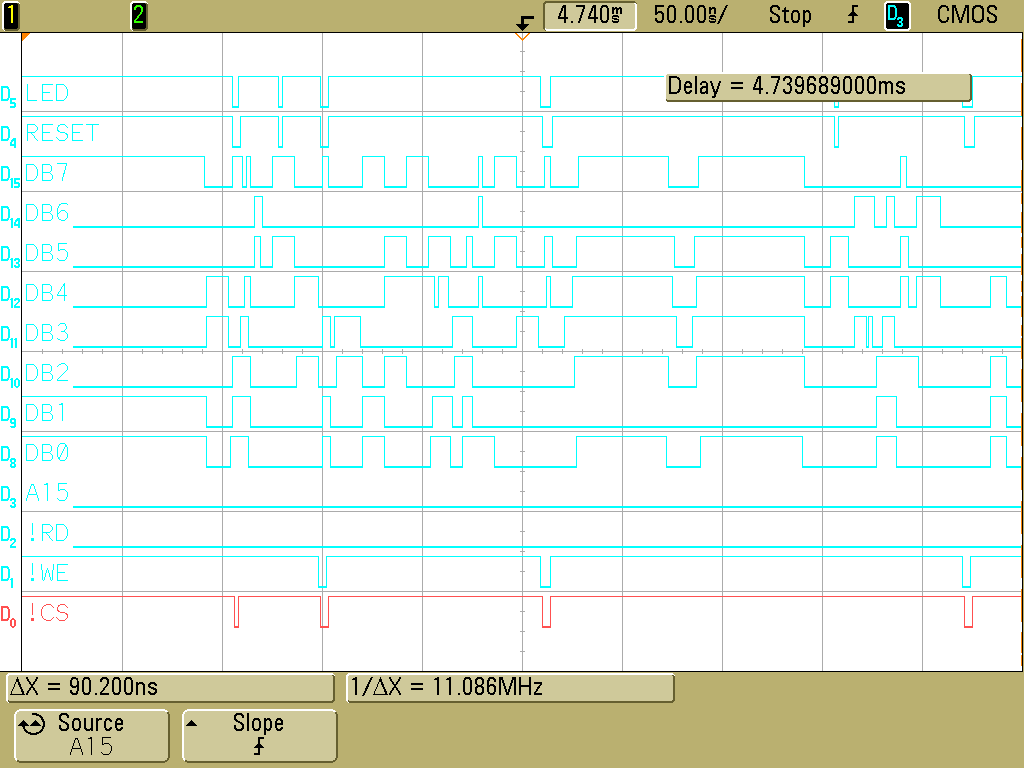 1 2 4.740ms 50.00s/ Stop D3 CMOS
Delay = 4.739689000ms
D5 LED
D4 RESET
D15 DB7
D14 DB6
D13 DB5
D12 DB4
D11 DB3
D10 DB2
D9 DB1
D8 DB0
D3 A15
D2 !RD
D1 !WE
D0 !CS
ΔX = 90.200ns 1/ΔX = 11.086MHz
Source Slope
A15